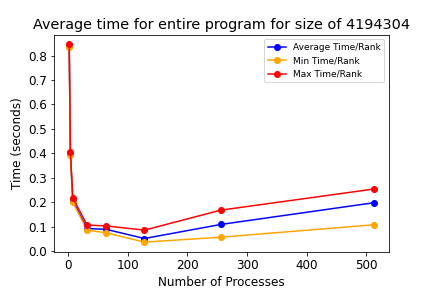 Average time for entire program for size of 4194304
Average Time/Rank
Min Time/Rank
Max Time/Rank
Time (seconds)
0.8
0.7
0.6
0.5
0.4
0.3
0.2
0.1
0.0
0 100 200 300 400 500
Number of Processes